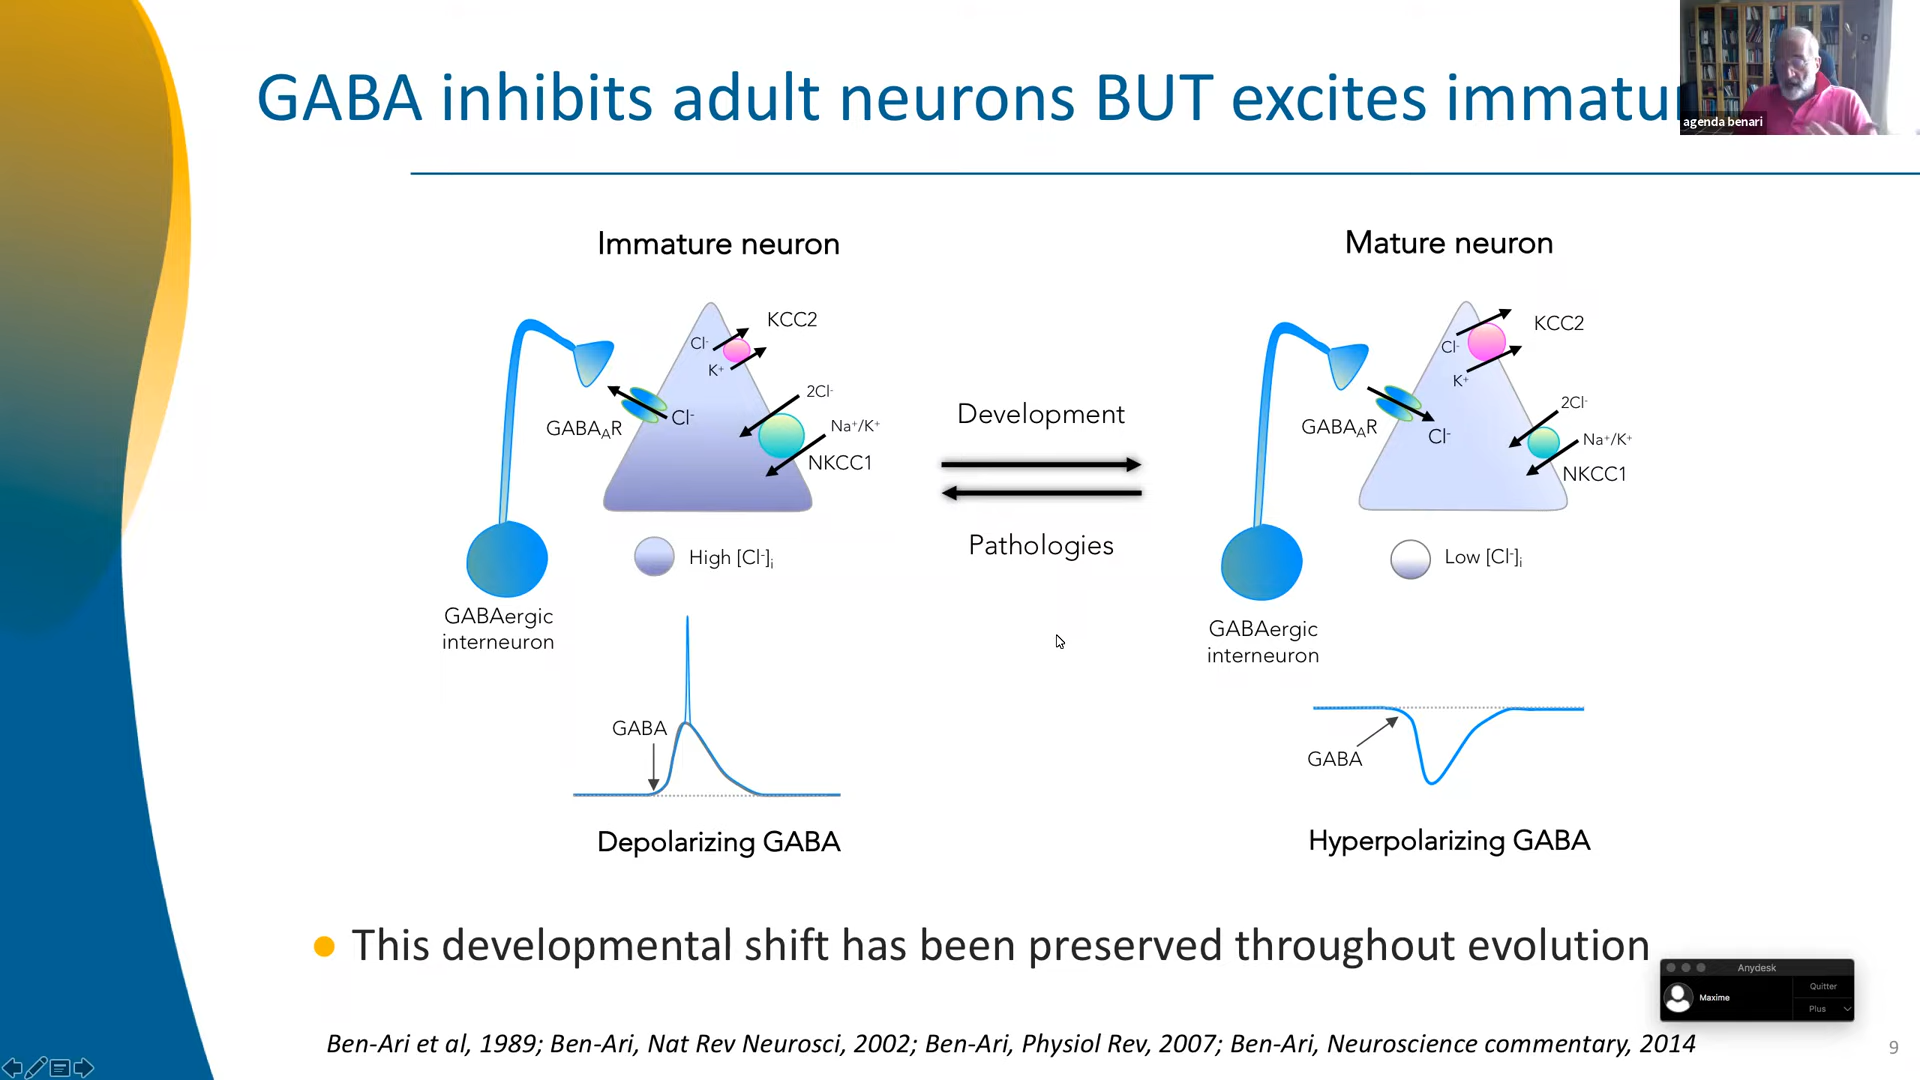 GABA inhibits adult neurons BUT excites immatur
agenda benari
Immature neuron
Mature neuron
KCC2
Cl-
K+
2Cl-
Na+/K+
NKCC1
GABAAR
Cl-
High [Cl-]i
GABAergic
interneuron
Development
Pathologies
KCC2
Cl-
K+
2Cl-
Na+/K+
NKCC1
GABAAR
Cl-
Low [Cl-]i
GABAergic
interneuron
GABA
Depolarizing GABA
GABA
Hyperpolarizing GABA
This developmental shift has been preserved throughout evolution
Anydesk
Maxime
Quitter
Plus
Ben-Ari et al, 1989; Ben-Ari, Nat Rev Neurosci, 2002; Ben-Ari, Physiol Rev, 2007; Ben-Ari, Neuroscience commentary, 2014
9